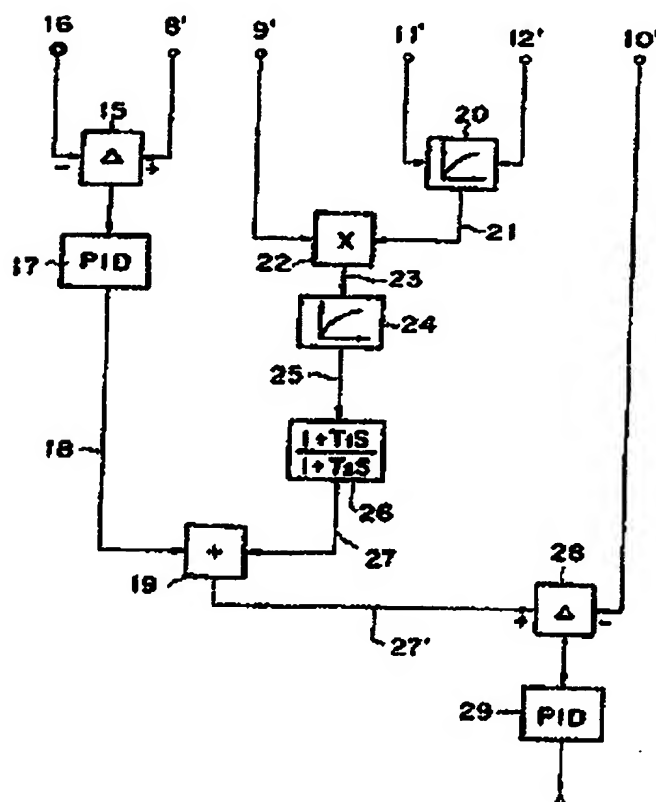 16 8' 9' 11' 12' 10'
15 20
Δ
- +
21
17 PID
22 X
23
24
25
1+T1S
1+T2S
18
26
19 +
27
28
+ Δ -
27'
29 PID